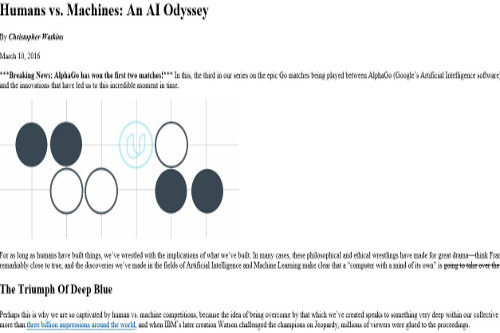 Humans vs. Machines: An AI Odyssey
By Christopher Watkins
March 10, 2016
***Breaking News: AlphaGo has won the first two matches!*** In this, the third in our series on the epic Go matches being played between AlphaGo (Google's Artificial Intelligence software
and the innovations that have led us to this incredible moment in time.
For as long as humans have built things, we've wrestled with the implications of what we've built. In many cases, these philosophical and ethical wrestlings have made for great drama—think Fran
remarkably close to true, and the discoveries we've made in the fields of Artificial Intelligence and Machine Learning make clear that a "computer with a mind of its own" is going to take over the
The Triumph Of Deep Blue
Perhaps this is why we are so captivated by human vs. machine competitions, because the idea of being overcome by that which we've created speaks to something very deep within our collective
more than three billion impressions around the world, and when IBM's later creation Watson challenged the champions on Jeopardy, millions of viewers were glued to the proceedings.